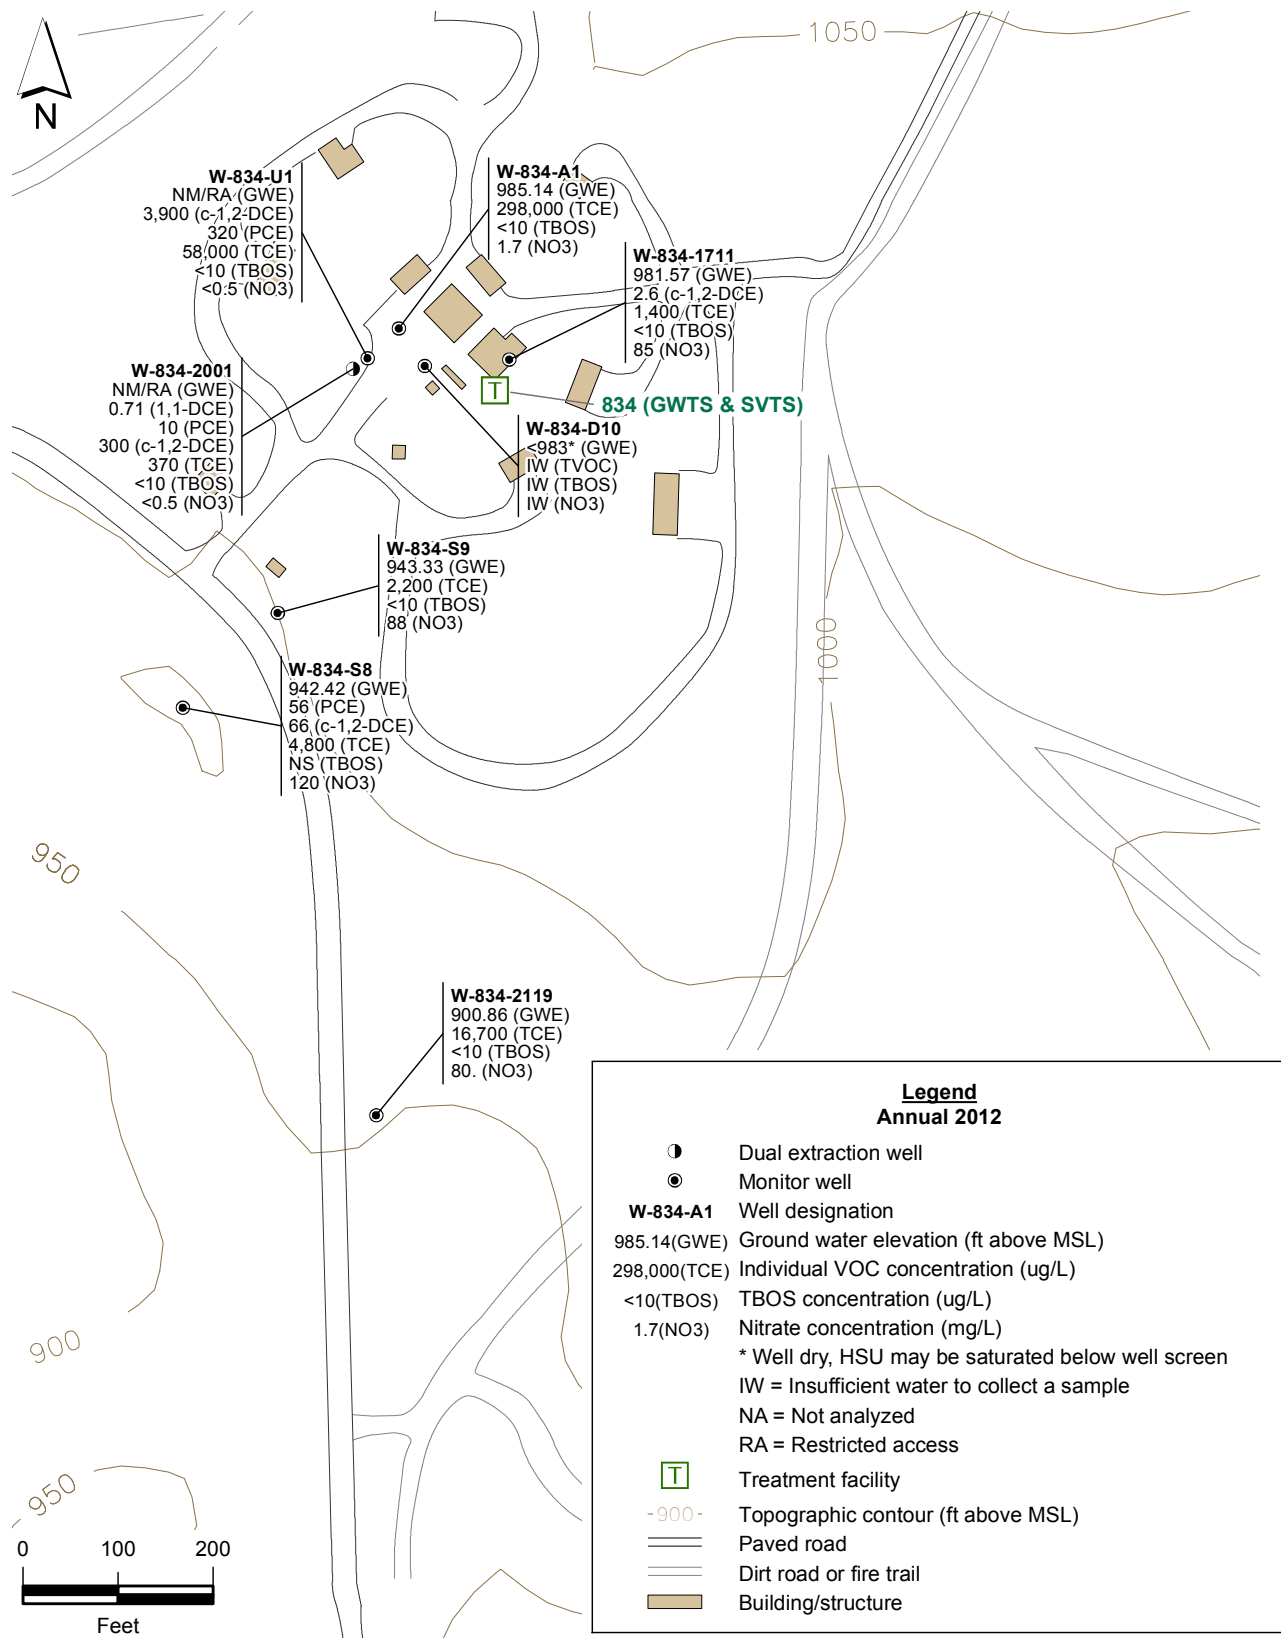 1050
N
W-834-U1
NM/RA (GWE)
3,900 (c-1,2-DCE)
320 (PCE)
58,000 (TCE)
<10 (TBOS)
<0.5 (NO3)
W-834-A1
985.14 (GWE)
298,000 (TCE)
<10 (TBOS)
1.7 (NO3)
W-834-1711
981.57 (GWE)
2.6 (c-1,2-DCE)
1,400 (TCE)
<10 (TBOS)
85 (NO3)
W-834-2001
NM/RA (GWE)
0.71 (1,1-DCE)
10 (PCE)
300 (c-1,2-DCE)
370 (TCE)
<10 (TBOS)
<0.5 (NO3)
T
834 (GWTS & SVTS)
W-834-D10
<983* (GWE)
IW (TVOC)
IW (TBOS)
IW (NO3)
W-834-S9
943.33 (GWE)
2,200 (TCE)
<10 (TBOS)
88 (NO3)
1000
W-834-S8
942.42 (GWE)
56 (PCE)
66 (c-1,2-DCE)
4,800 (TCE)
NS (TBOS)
120 (NO3)
950
W-834-2119
900.86 (GWE)
16,700 (TCE)
<10 (TBOS)
80. (NO3)
900
950
0 100 200
Feet
Legend
Annual 2012
Dual extraction well
Monitor well
W-834-A1 Well designation
985.14(GWE) Ground water elevation (ft above MSL)
298,000(TCE) Individual VOC concentration (ug/L)
<10(TBOS) TBOS concentration (ug/L)
1.7(NO3) Nitrate concentration (mg/L)
* Well dry, HSU may be saturated below well screen
IW = Insufficient water to collect a sample
NA = Not analyzed
RA = Restricted access
T Treatment facility
-900- Topographic contour (ft above MSL)
Paved road
Dirt road or fire trail
Building/structure